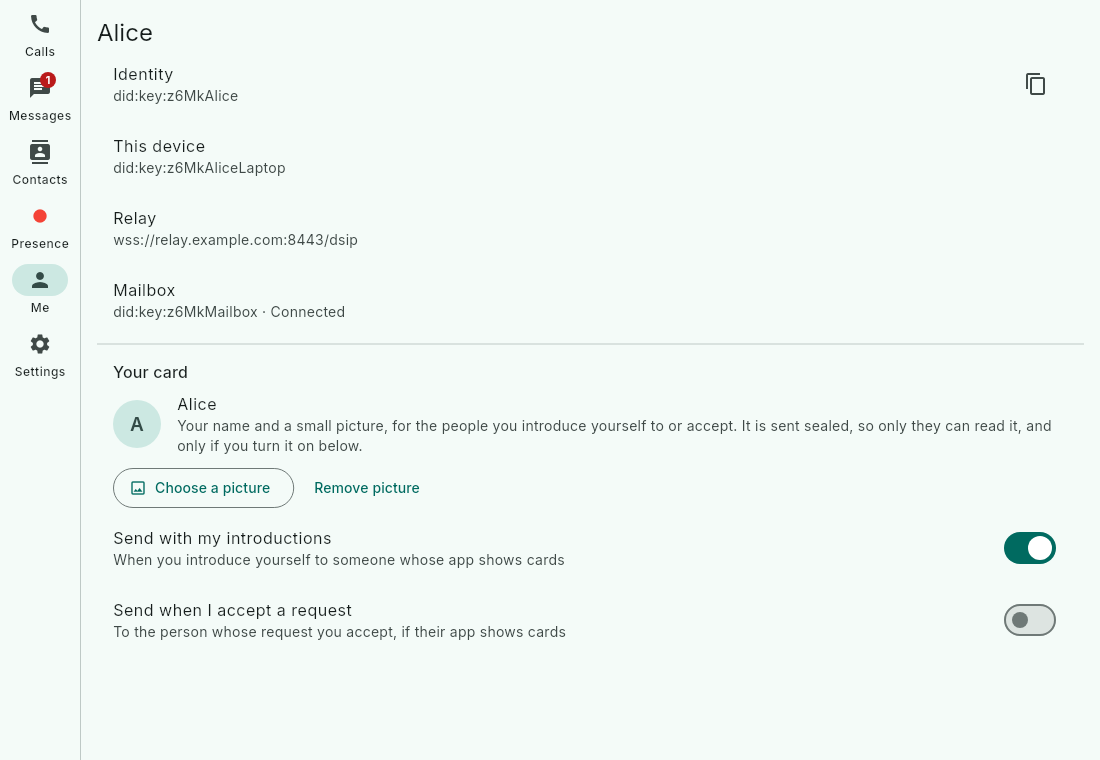 Calls
1
Messages
Contacts
Presence
Me
Settings
Alice
Identity
did:key:z6MkAlice
This device
did:key:z6MkAliceLaptop
Relay
wss://relay.example.com:8443/dsip
Mailbox
did:key:z6MkMailbox · Connected
Your card
A
Alice
Your name and a small picture, for the people you introduce yourself to or accept. It is sent sealed, so only they can read it, and
only if you turn it on below.
Choose a picture
Remove picture
Send with my introductions
When you introduce yourself to someone whose app shows cards
Send when I accept a request
To the person whose request you accept, if their app shows cards